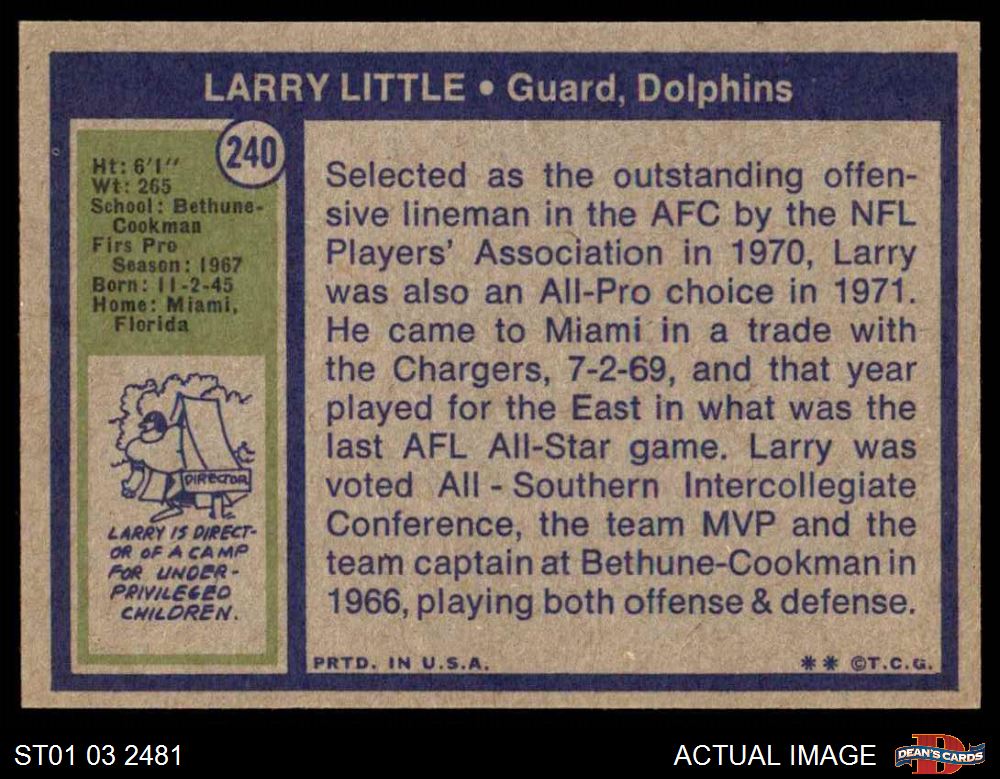 LARRY LITTLE • Guard, Dolphins
240
Ht: 6'1"
Wt: 265
School: Bethune-
Cookman
Firs Pro
Season: 1967
Born: 11-2-45
Home: Miami,
Florida
DIRECTOR
LARRY IS DIRECT-
OR OF A CAMP
FOR UNDER-
PRIVILEGED
CHILDREN.
Selected as the outstanding offen-
sive lineman in the AFC by the NFL
Players' Association in 1970, Larry
was also an All-Pro choice in 1971.
He came to Miami in a trade with
the Chargers, 7-2-69, and that year
played for the East in what was the
last AFL All-Star game. Larry was
voted All - Southern Intercollegiate
Conference, the team MVP and the
team captain at Bethune-Cookman in
1966, playing both offense & defense.
PRTD. IN U.S.A.
** ©T.C.G.
ST01 03 2481
ACTUAL IMAGE
D
DEAN'S CARDS